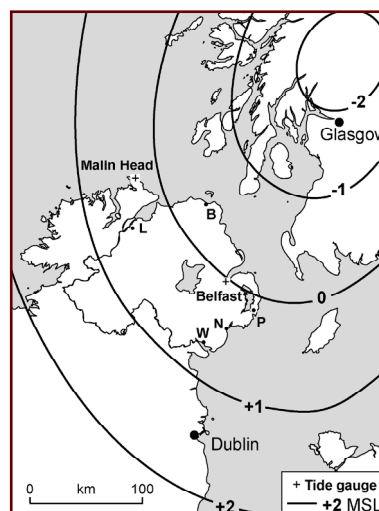 -2
Glasgow
-1
Malin Head
B
L
Belfast
0
P
N
W
+1
Dublin
km
0 100
+ Tide gauge
+2 MSL
+2